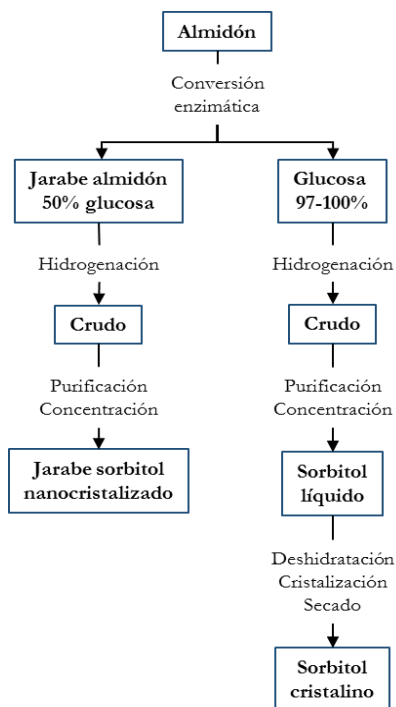 Almidón
Conversión
enzimática
Jarabe almidón
50% glucosa
Glucosa
97-100%
Hidrogenación
Hidrogenación
Crudo
Crudo
Purificación
Concentración
Purificación
Concentración
Jarabe sorbitol
nanocristalizado
Sorbitol
líquido
Deshidratación
Cristalización
Secado
Sorbitol
cristalino